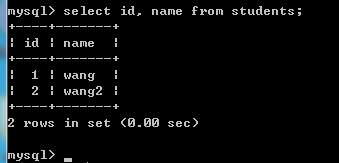 mysql> select id, name from students;
+----+-------+
| id | name  |
+----+-------+
|  1 | wang  |
|  2 | wang2 |
+----+-------+
2 rows in set (0.00 sec)
mysql> _